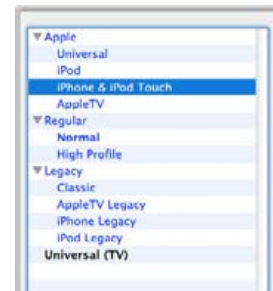 Apple
Universal
iPod
iPhone & iPod Touch
AppleTV
Regular
Normal
High Profile
Legacy
Classic
AppleTV Legacy
iPhone Legacy
iPod Legacy
Universal (TV)